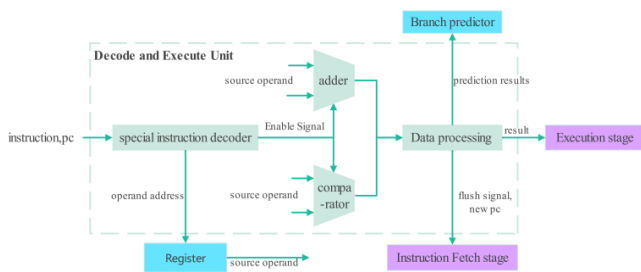 Branch predictor
Decode and Execute Unit
source operand
adder
prediction results
Enable Signal
instruction,pc
special instruction decoder
Data processing
result
Execution stage
operand address
source operand
compa
-rator
flush signal,
new pc
Register
source operand
Instruction Fetch stage